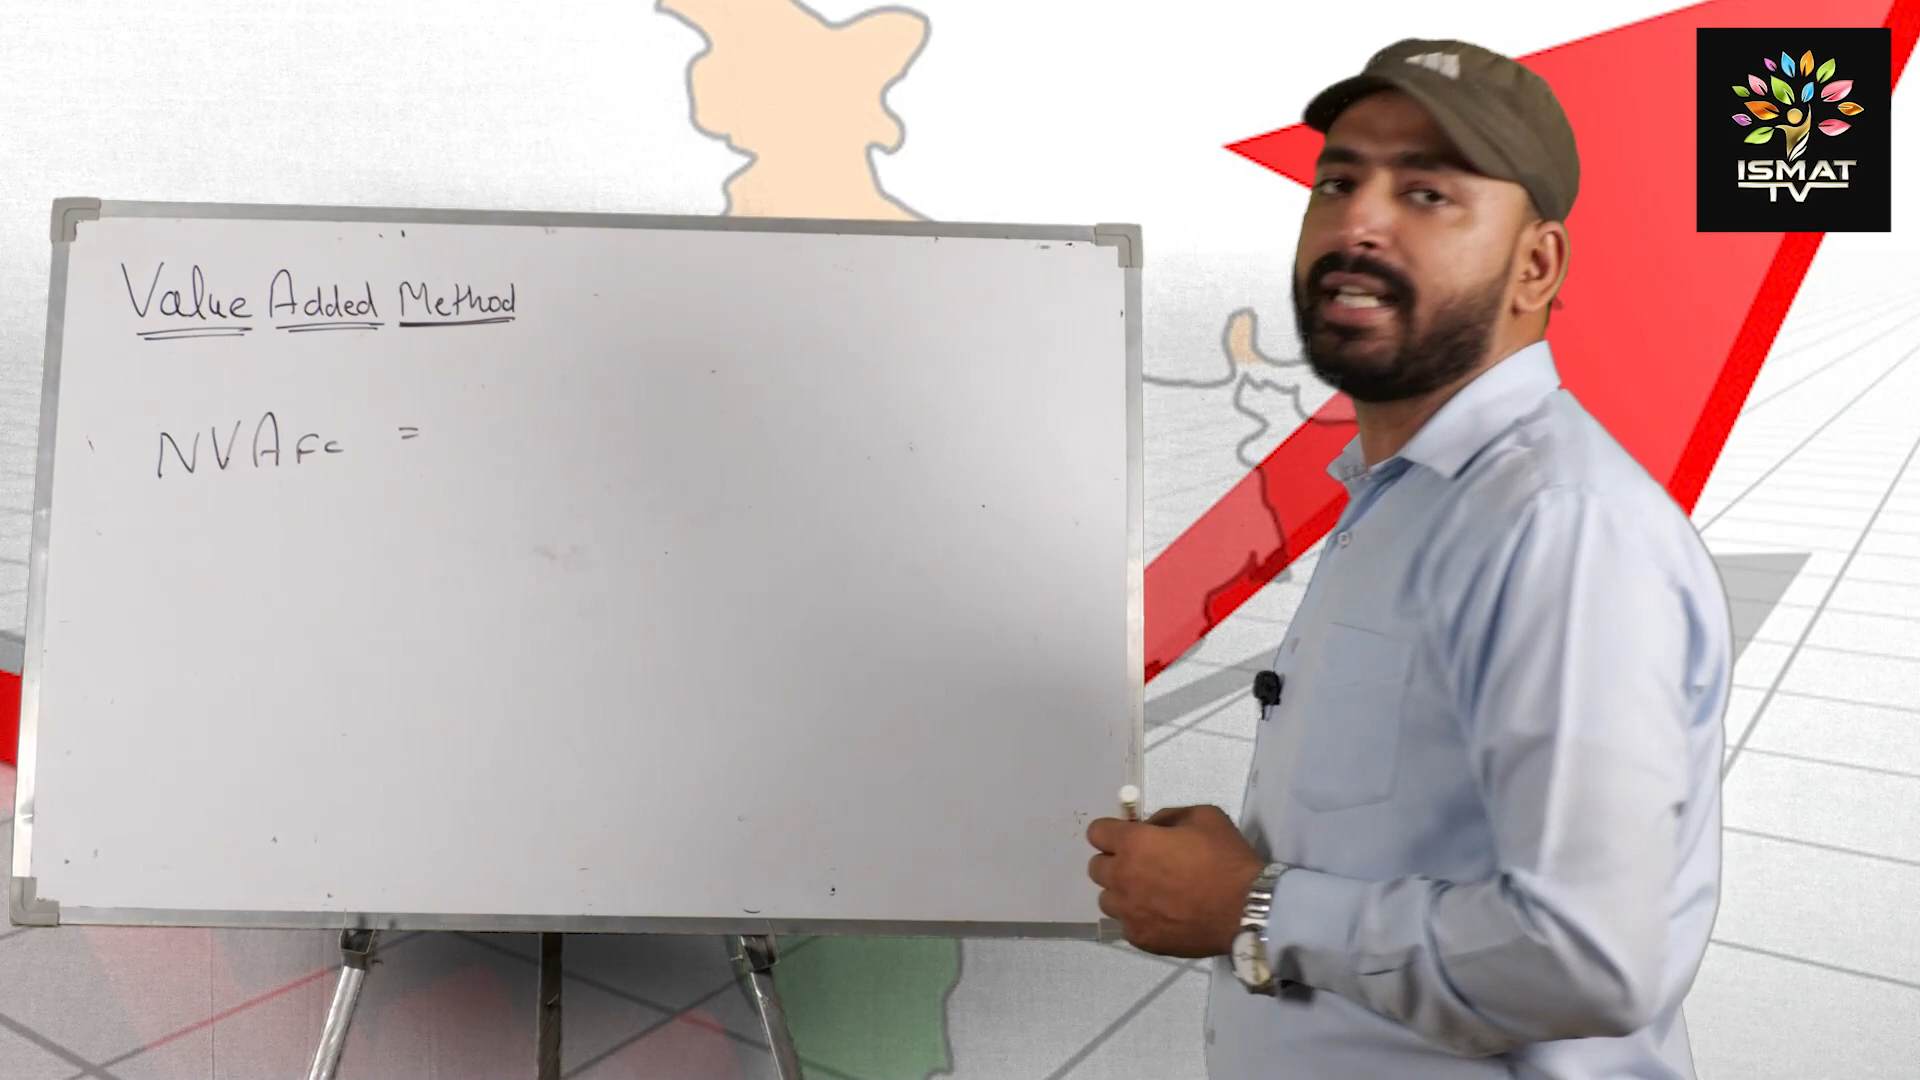 Value Added Method
NVAFC =
ISMAT
TV